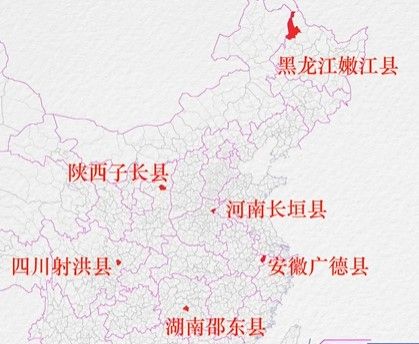 黑龙江嫩江县
陕西子长县
河南长垣县
四川射洪县
安徽广德县
湖南邵东县